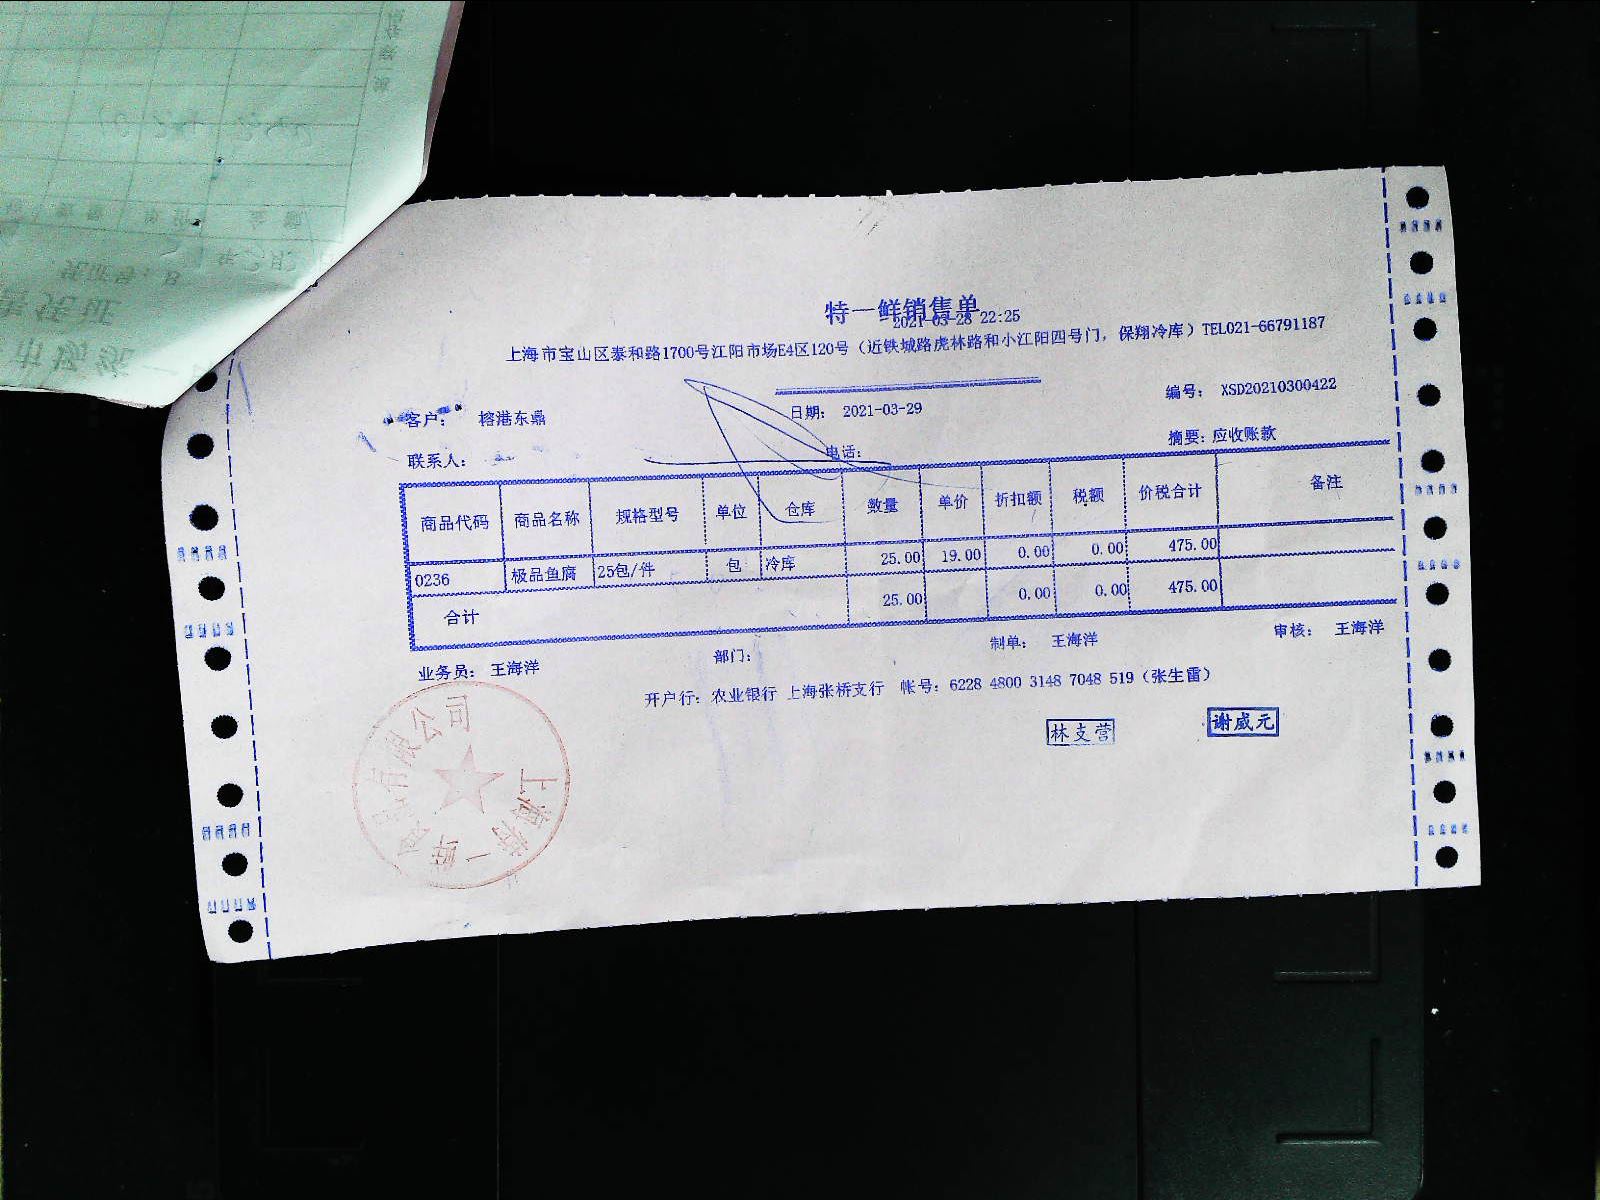 特一鲜销售单
2021-03-28 22:25
上海市宝山区泰和路1700号江阳市场E4区120号（近铁城路虎林路和小江阳四号门，保翔冷库）TEL021-66791187
编号： XSD20210300422
客户： 榕港东鼎 日期： 2021-03-29
联系人： 电话： 摘要：应收账款
商品代码 商品名称 规格型号 单位 仓库 数量 单价 折扣额 税额 价税合计 备注
0236 极品鱼腐 25包/件 包 冷库 25.00 19.00 0.00 0.00 475.00
合计 25.00 0.00 0.00 475.00
业务员： 王海洋 部门： 制单： 王海洋 审核： 王海洋
开户行：农业银行 上海张桥支行 帐号：6228 4800 3148 7048 519（张生雷）
林支营 谢威元
上海特一鲜
限公司